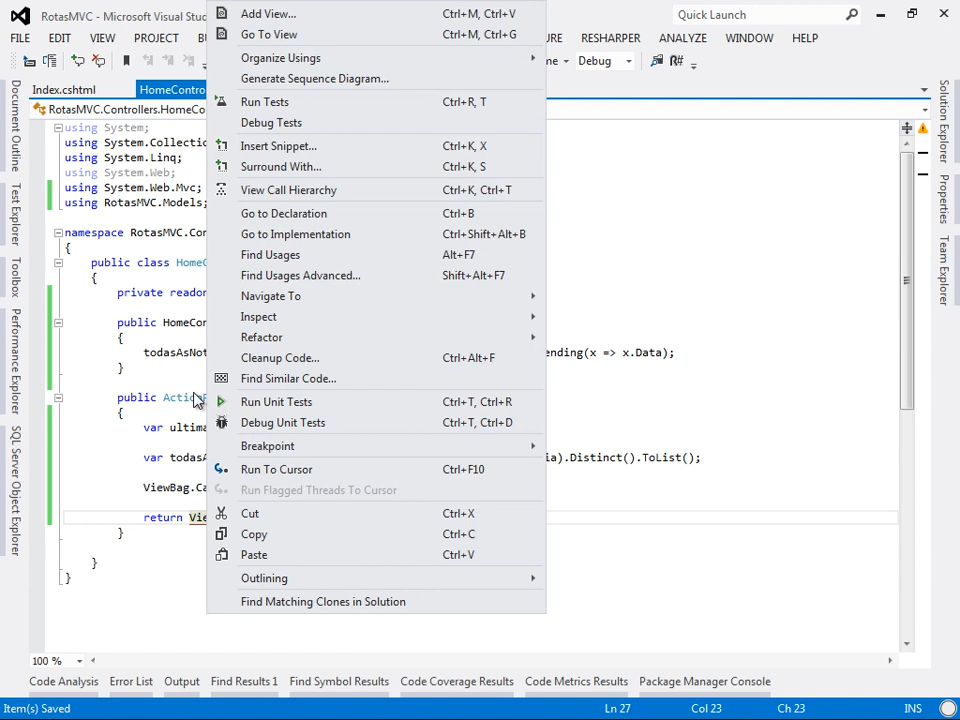 RotasMVC - Microsoft Visual Stu
Quick Launch
FILE EDIT VIEW PROJECT BU URE RESHARPER ANALYZE WINDOW HELP
me Debug R#
Index.cshtml HomeContro
RotasMVC.Controllers.HomeCo
using System;
using System.Collectio
using System.Linq;
using System.Web;
using System.Web.Mvc;
using RotasMVC.Models;
namespace RotasMVC.Con
{
public class HomeC
{
private readon
public HomeCon
{
todasAsNot ending(x => x.Data);
}
public Action
{
var ultima
var todasA ia).Distinct().ToList();
ViewBag.Ca
return Vie
}
}
}
Add View... Ctrl+M, Ctrl+V
Go To View Ctrl+M, Ctrl+G
Organize Usings
Generate Sequence Diagram...
Run Tests Ctrl+R, T
Debug Tests
Insert Snippet... Ctrl+K, X
Surround With... Ctrl+K, S
View Call Hierarchy Ctrl+K, Ctrl+T
Go to Declaration Ctrl+B
Go to Implementation Ctrl+Shift+Alt+B
Find Usages Alt+F7
Find Usages Advanced... Shift+Alt+F7
Navigate To
Inspect
Refactor
Cleanup Code... Ctrl+Alt+F
Find Similar Code...
Run Unit Tests Ctrl+T, Ctrl+R
Debug Unit Tests Ctrl+T, Ctrl+D
Breakpoint
Run To Cursor Ctrl+F10
Run Flagged Threads To Cursor
Cut Ctrl+X
Copy Ctrl+C
Paste Ctrl+V
Outlining
Find Matching Clones in Solution
Document Outline
Test Explorer
Toolbox
Performance Explorer
SQL Server Object Explorer
Solution Explorer
Properties
Team Explorer
100 %
Code Analysis Error List Output Find Results 1 Find Symbol Results Code Coverage Results Code Metrics Results Package Manager Console
Item(s) Saved Ln 27 Col 23 Ch 23 INS